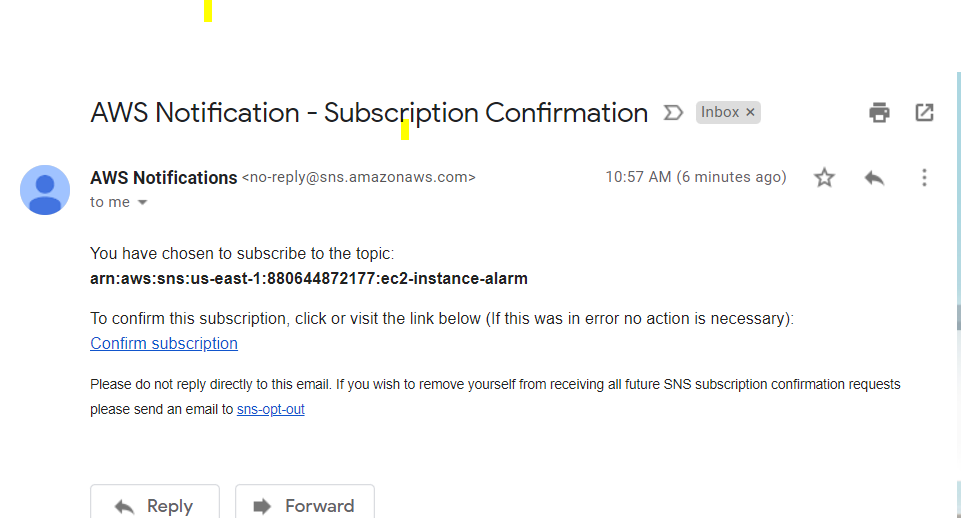 AWS Notification - Subscription Confirmation Inbox ×
AWS Notifications <no-reply@sns.amazonaws.com> 10:57 AM (6 minutes ago)
to me
You have chosen to subscribe to the topic:
arn:aws:sns:us-east-1:880644872177:ec2-instance-alarm
To confirm this subscription, click or visit the link below (If this was in error no action is necessary):
Confirm subscription
Please do not reply directly to this email. If you wish to remove yourself from receiving all future SNS subscription confirmation requests
please send an email to sns-opt-out
Reply Forward